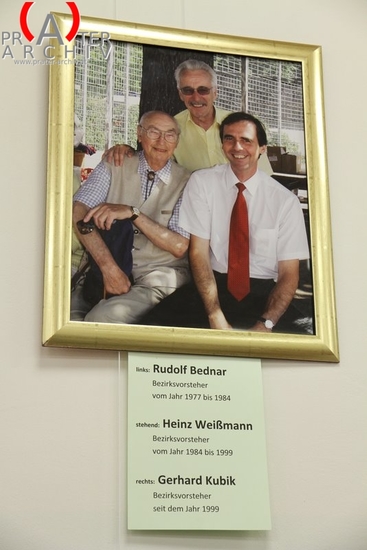 PRATER
ARCHIV
links: Rudolf Bednar
Bezirksvorsteher
vom Jahr 1977 bis 1984
stehend: Heinz Weißmann
Bezirksvorsteher
vom Jahr 1984 bis 1999
rechts: Gerhard Kubik
Bezirksvorsteher
seit dem Jahr 1999